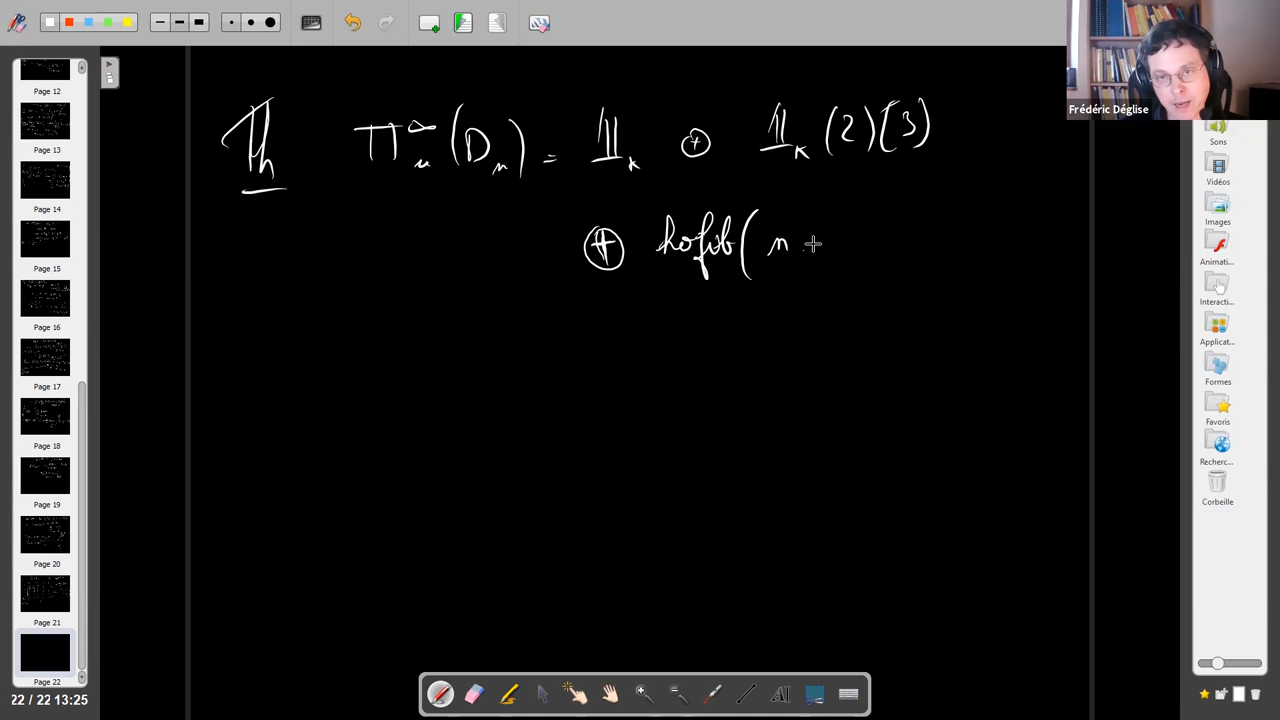 Frédéric Déglise
Th Π^∞_μ(D_n) = 𝟙_k ⊕ 𝟙_k(2)[3]
⊕ hofib( n
Page 12
Page 13
Page 14
Page 15
Page 16
Page 17
Page 18
Page 19
Page 20
Page 21
Page 22
22 / 22 13:25
AI
Sons
Vidéos
Images
Animati...
Interacti...
Applicat...
Formes
Favoris
Recherc...
Corbeille